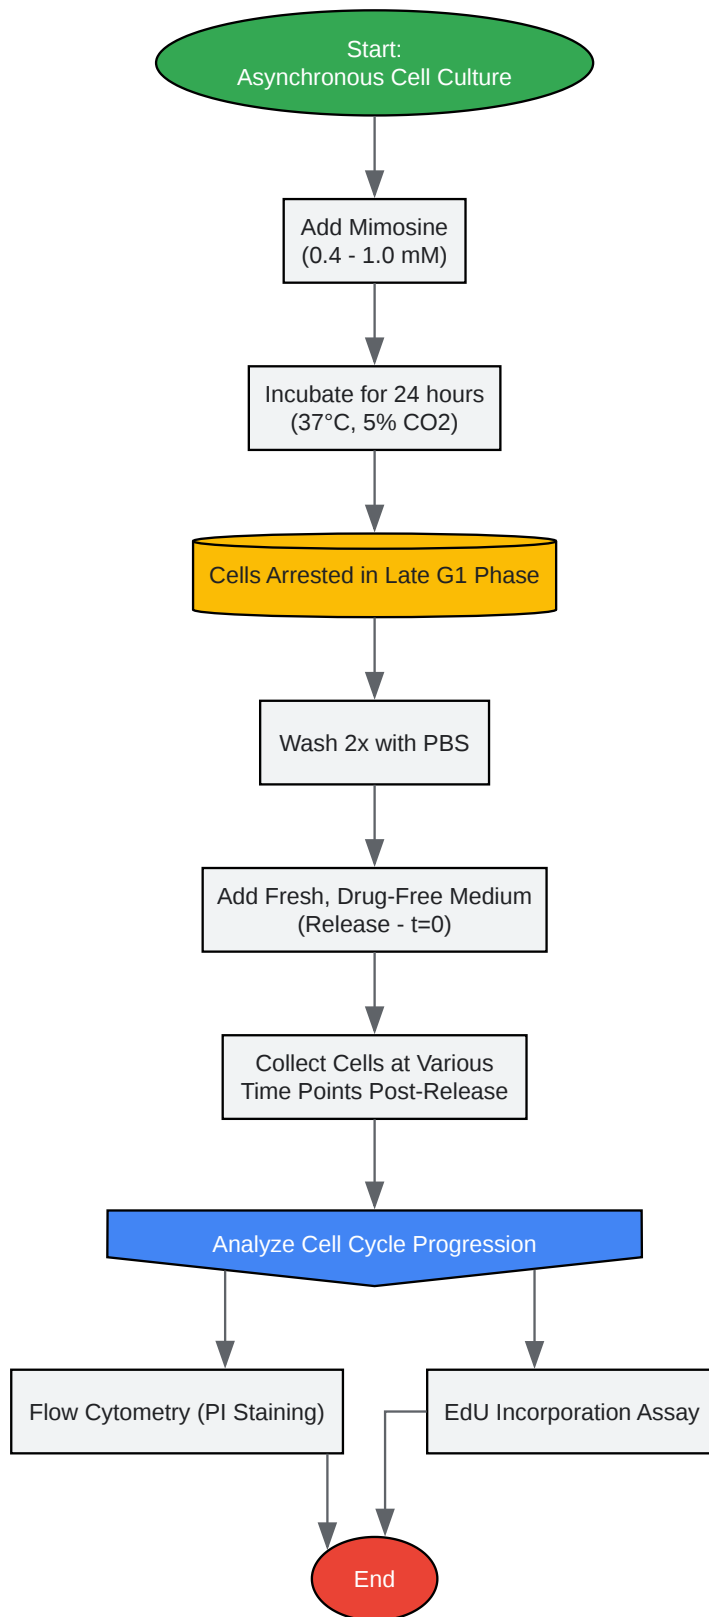 Start:
Asynchronous Cell Culture
Add Mimosine
(0.4 - 1.0 mM)
Incubate for 24 hours
(37°C, 5% CO2)
Cells Arrested in Late G1 Phase
Wash 2x with PBS
Add Fresh, Drug-Free Medium
(Release - t=0)
Collect Cells at Various
Time Points Post-Release
Analyze Cell Cycle Progression
Flow Cytometry (PI Staining)
EdU Incorporation Assay
End